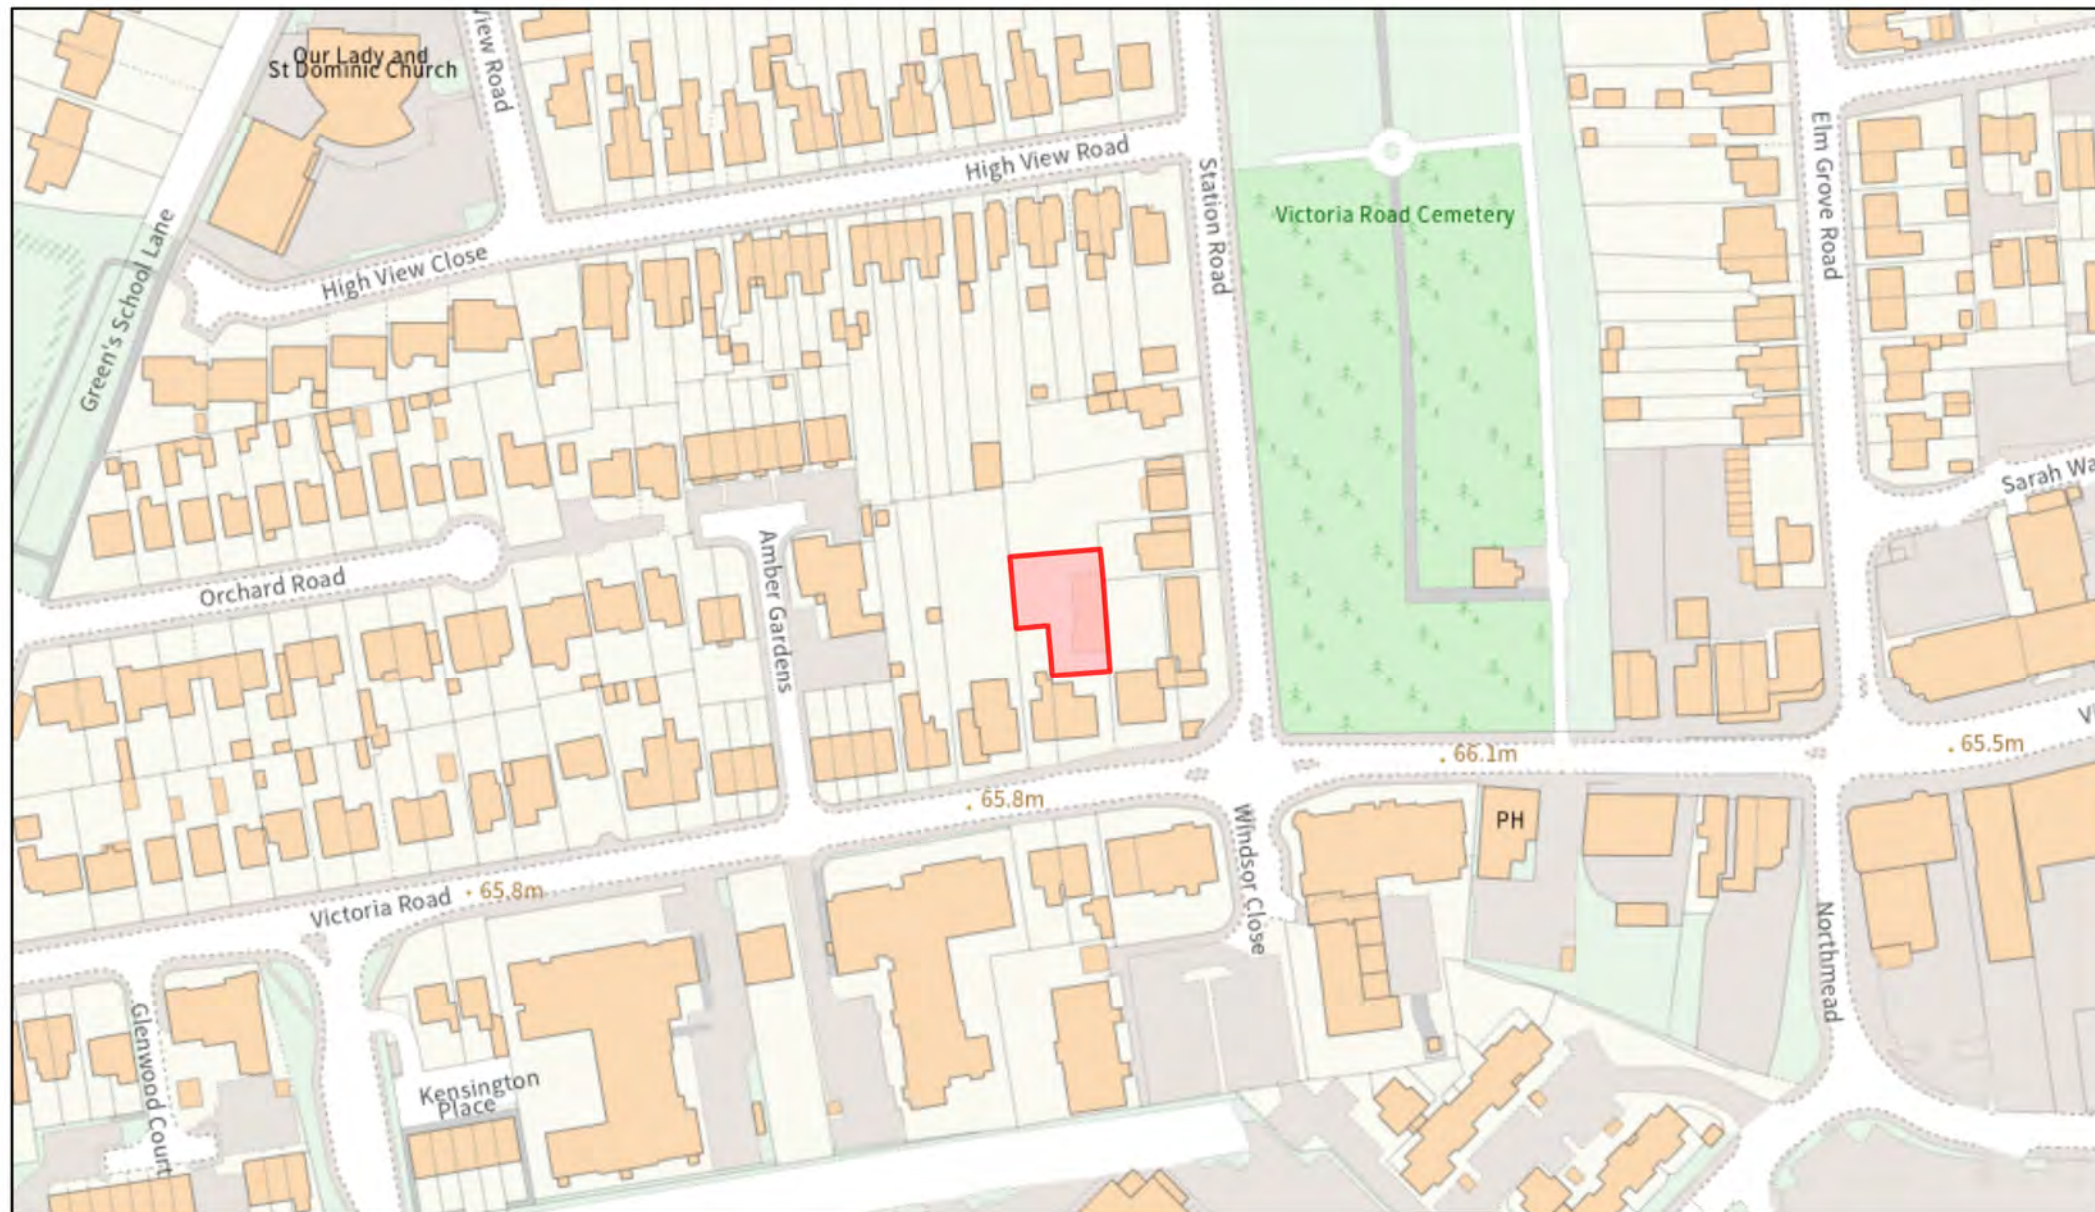 Our Lady and
St Dominic Church
View Road
High View Road
Station Road
Elm Grove Road
Green's School Lane
High View Close
Victoria Road Cemetery
Sarah Wa
Orchard Road
Amber Gardens
. 66.1m
. 65.5m
. 65.8m
Windsor Close
PH
Victoria Road
. 65.8m
Northmead
Glenwood Court
Kensington
Place